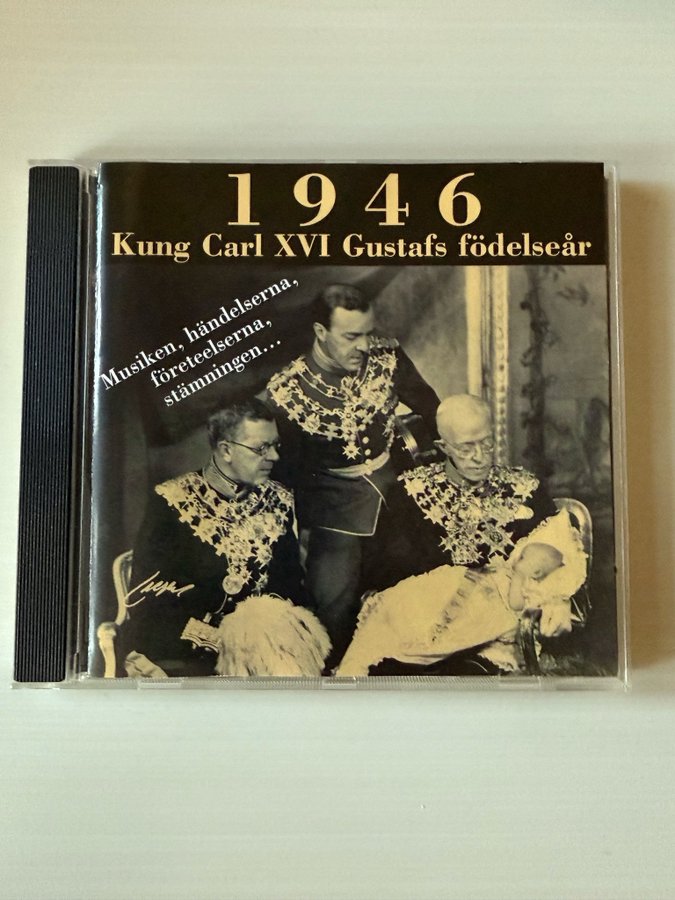 1946
Kung Carl XVI Gustafs födelseår
Musiken, händelserna,
företeelserna,
stämningen...